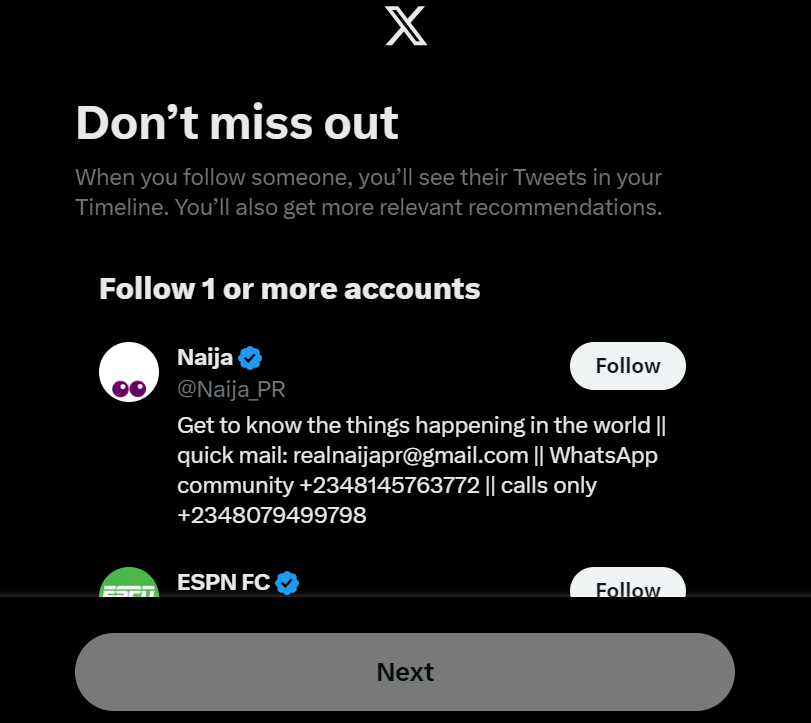 Don’t miss out
When you follow someone, you’ll see their Tweets in your
Timeline. You’ll also get more relevant recommendations.
Follow 1 or more accounts
Naija
Follow
@Naija_PR
Get to know the things happening in the world ||
quick mail: realnaijapr@gmail.com || WhatsApp
community +2348145763772 || calls only
+2348079499798
ESPN FC
Follow
ESPN
Next